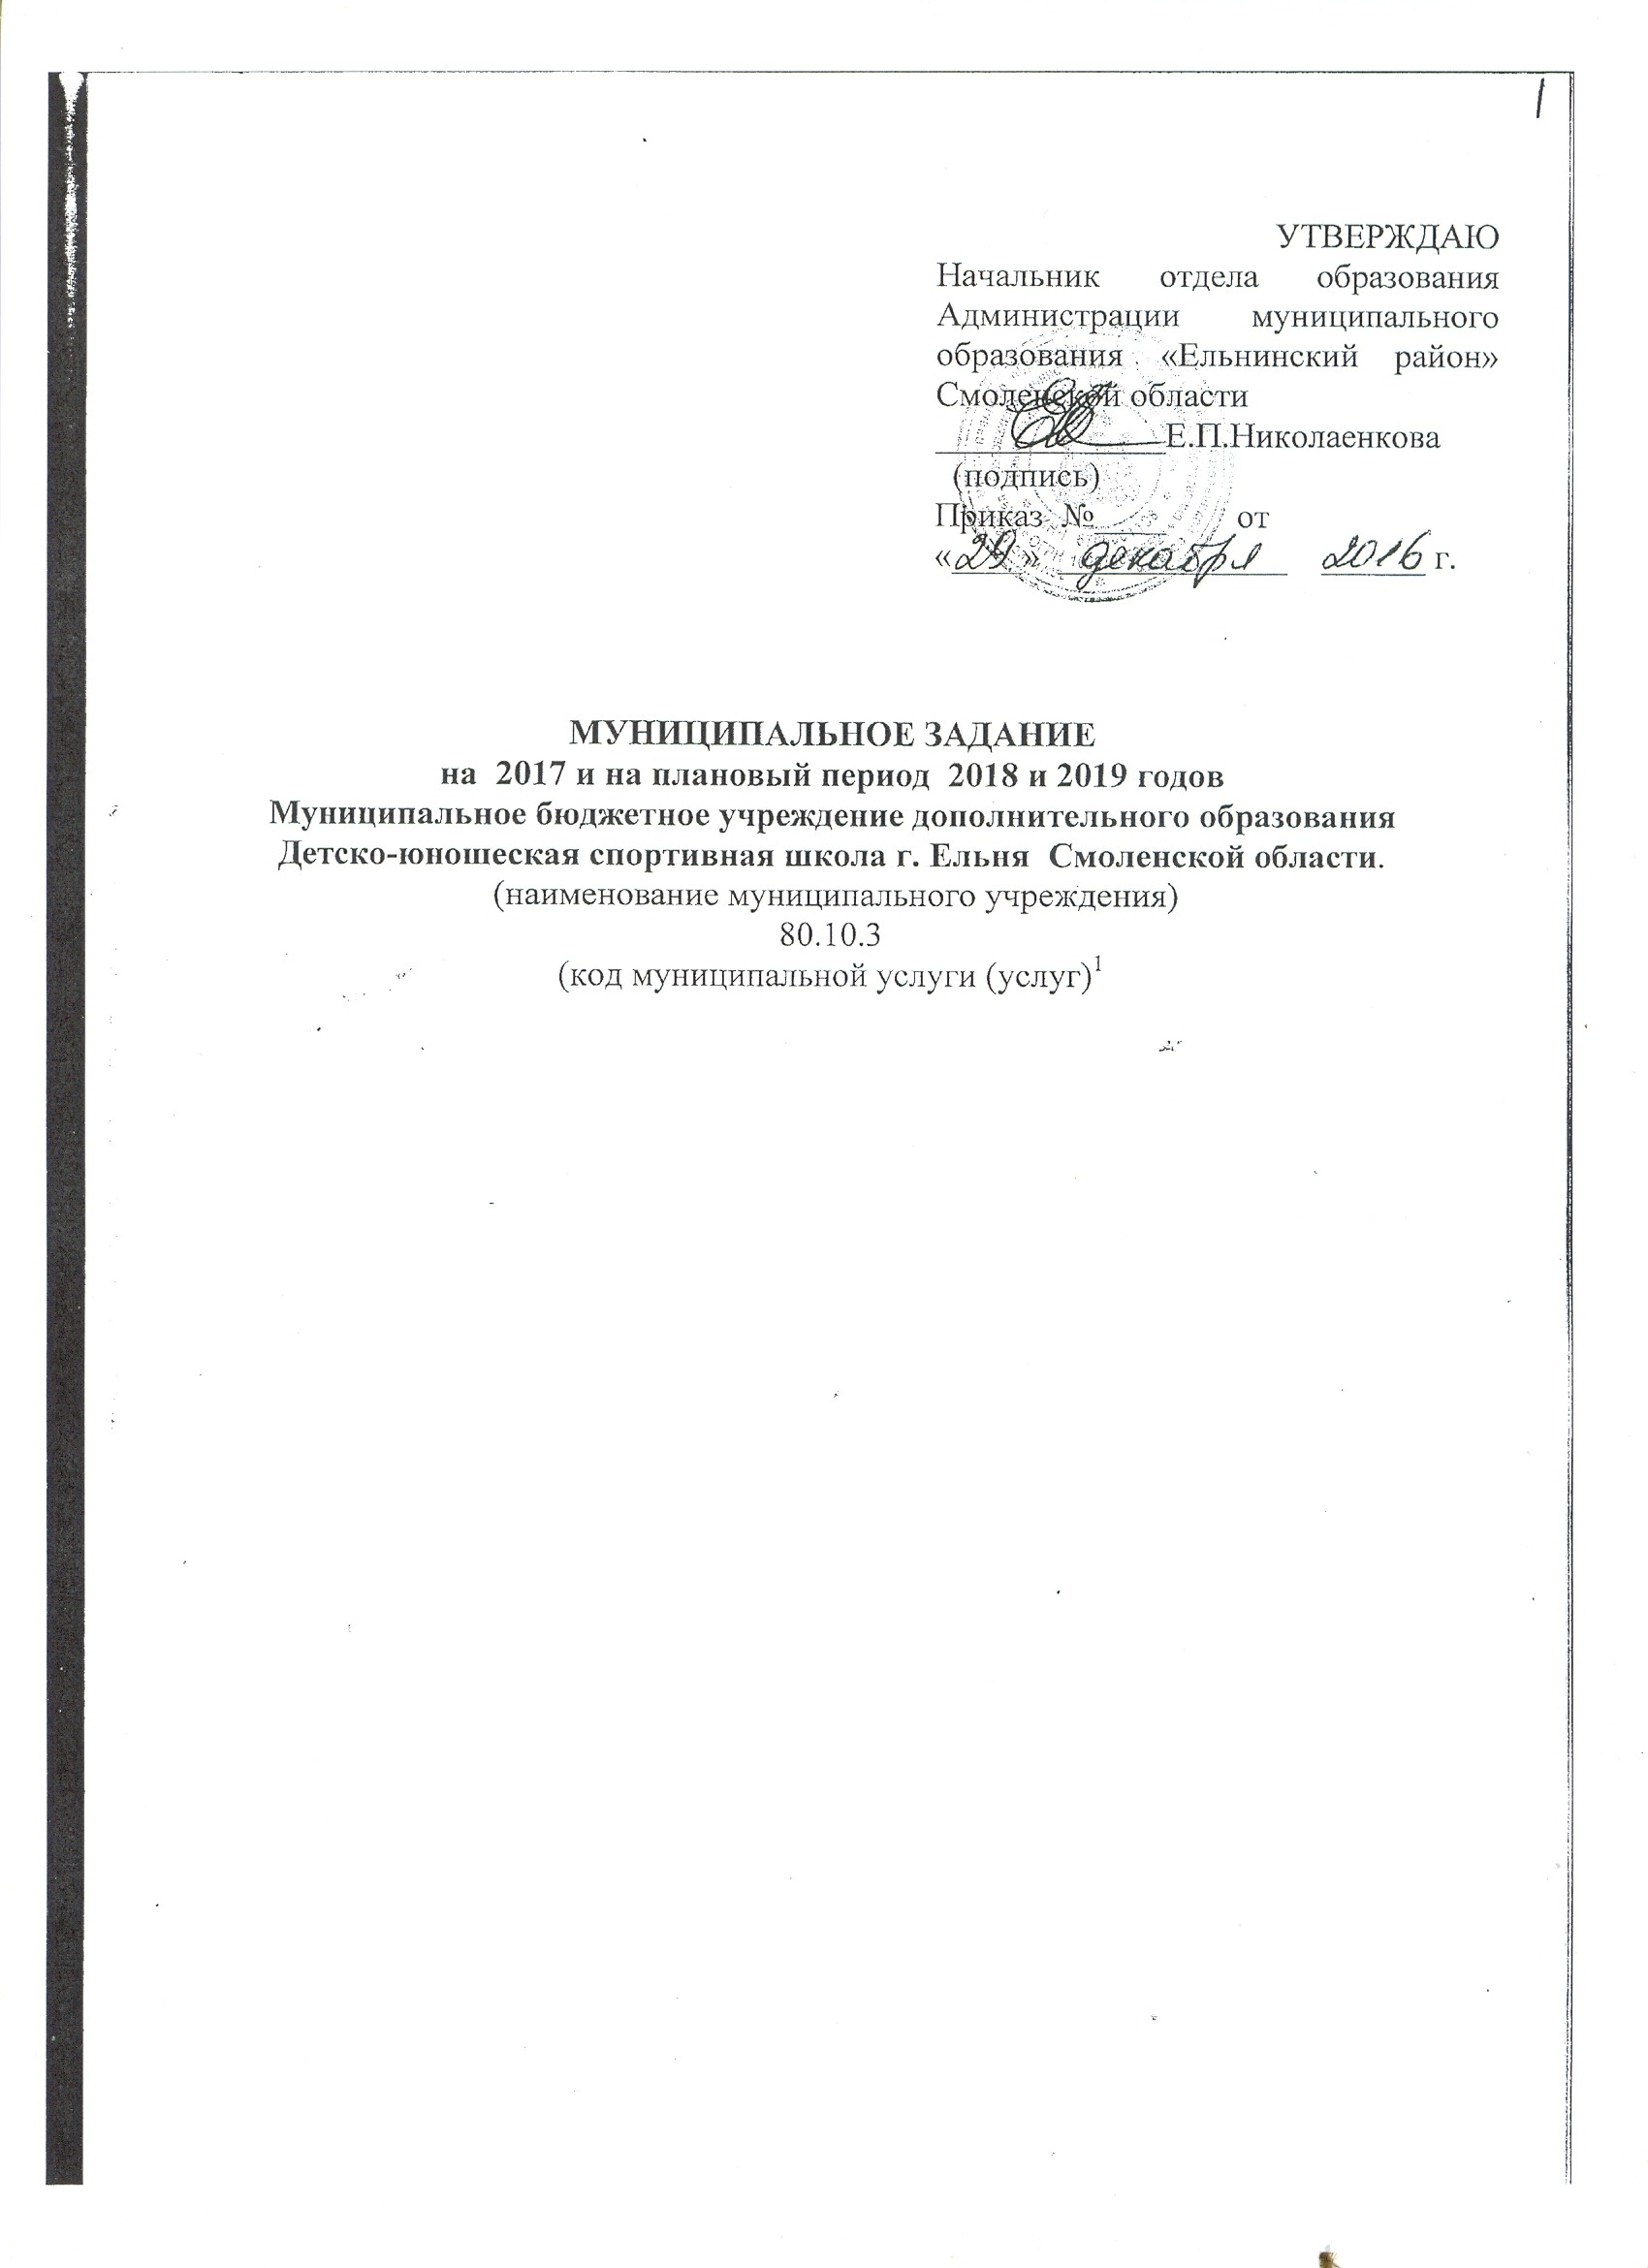 1
УТВЕРЖДАЮ
Начальник отдела образования
Администрации муниципального
образования «Ельнинский район»
Смоленской области
____________Е.П.Николаенкова
(подпись)
Приказ № ____ от
«29» декабря 2016 г.
МУНИЦИПАЛЬНОЕ ЗАДАНИЕ
на 2017 и на плановый период 2018 и 2019 годов
Муниципальное бюджетное учреждение дополнительного образования
Детско-юношеская спортивная школа г. Ельня Смоленской области.
(наименование муниципального учреждения)
80.10.3
(код муниципальной услуги (услуг)1